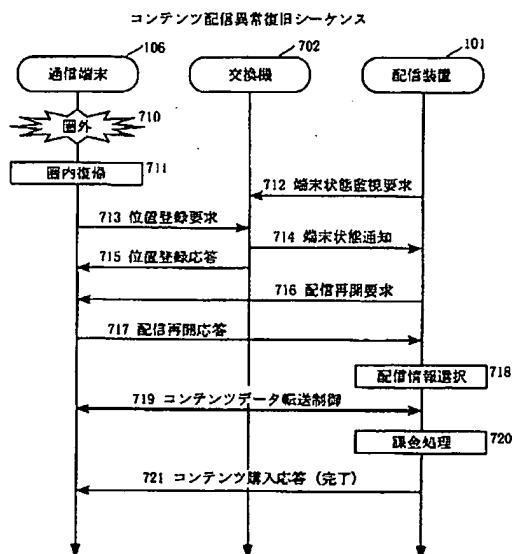 コンテンツ配信異常復旧シーケンス
106
702
101
通信端末
交換機
配信装置
圏外
710
圏内復帰
711
712 端末状態監視要求
713 位置登録要求
714 端末状態通知
715 位置登録応答
716 配信再開要求
717 配信再開応答
配信情報選択
718
719 コンテンツデータ転送制御
課金処理
720
721 コンテンツ購入応答（完了）